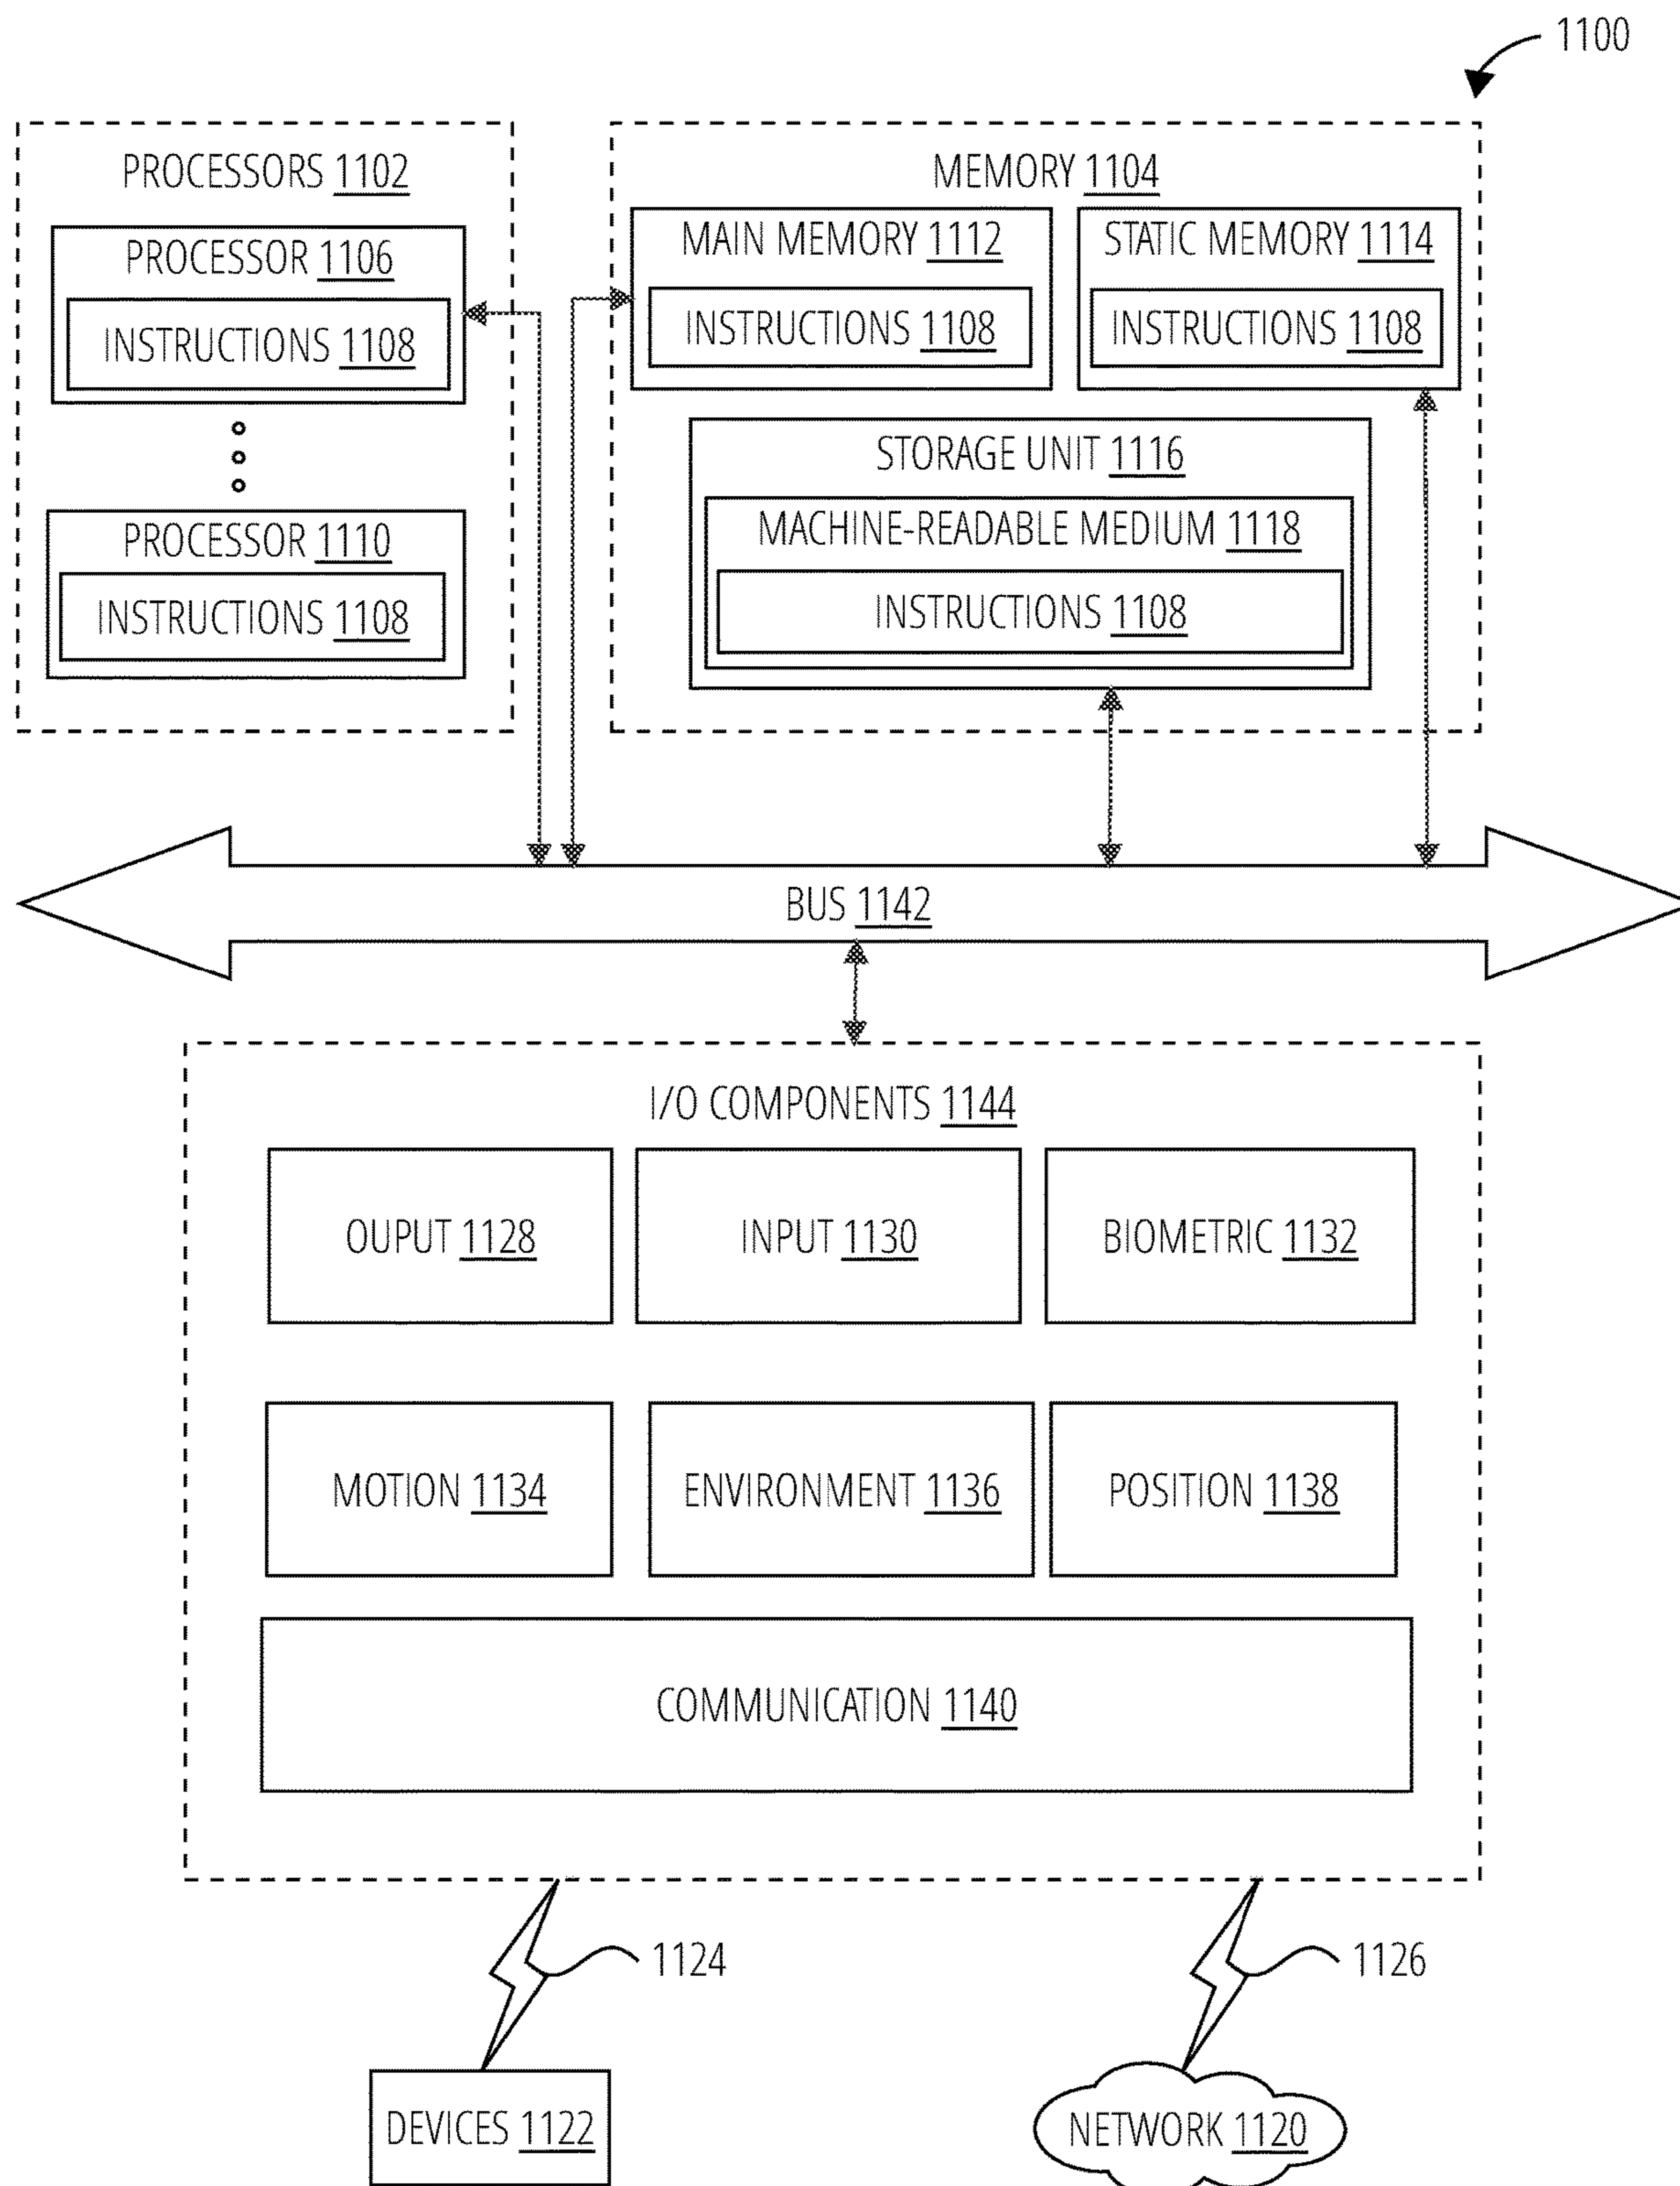 1100
PROCESSORS 1102
PROCESSOR 1106
INSTRUCTIONS 1108
PROCESSOR 1110
INSTRUCTIONS 1108
MEMORY 1104
MAIN MEMORY 1112
INSTRUCTIONS 1108
STATIC MEMORY 1114
INSTRUCTIONS 1108
STORAGE UNIT 1116
MACHINE-READABLE MEDIUM 1118
INSTRUCTIONS 1108
BUS 1142
I/O COMPONENTS 1144
OUPUT 1128
INPUT 1130
BIOMETRIC 1132
MOTION 1134
ENVIRONMENT 1136
POSITION 1138
COMMUNICATION 1140
1124
1126
DEVICES 1122
NETWORK 1120